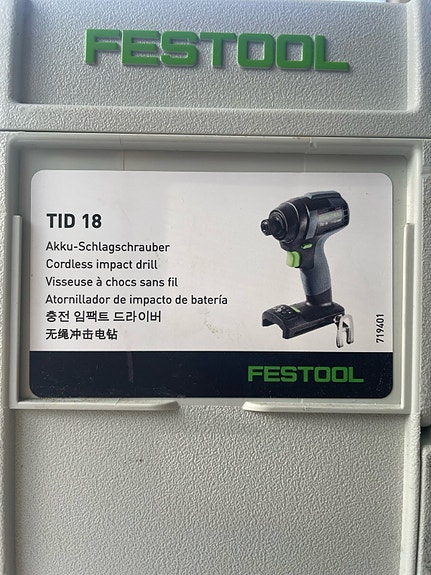 FESTOOL
TID 18
Akku-Schlagschrauber
Cordless impact drill
Visseuse à chocs sans fil
Atornillador de impacto de batería
충전 임팩트 드라이버
无绳冲击电钻
719401
FESTOOL